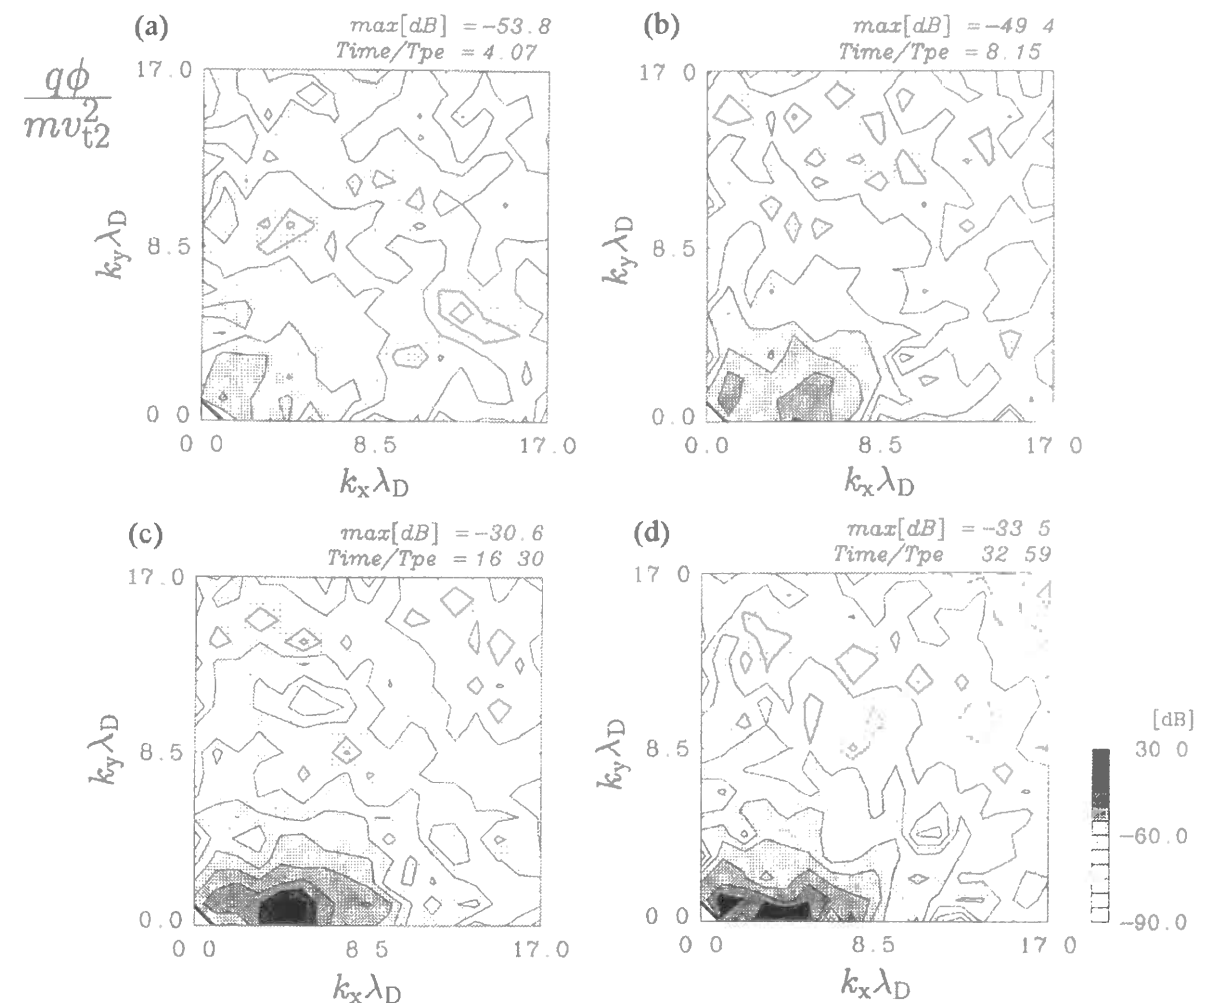 (a)
max[dB] =-53.8
Time/Tpe = 4.07
(b)
max[dB] =-49 4
Time/Tpe = 8.15
qϕ
mv²t2
17.0
kyλD
8.5
0 0
0 0
8.5
17.0
kxλD
17 0
kyλD
8.5
0.0
0.0
8.5
17 0
kxλD
(c)
max[dB] =-30.6
Time/Tpe = 16 30
(d)
max[dB] =-33 5
Time/Tpe 32 59
17.0
kyλD
8.5
0.0
0 0
8 5
17.0
kxλD
17 0
kyλD
8.5
0 0
0 0
8.5
17 0
kxλD
[dB]
30 0
-60.0
-90.0